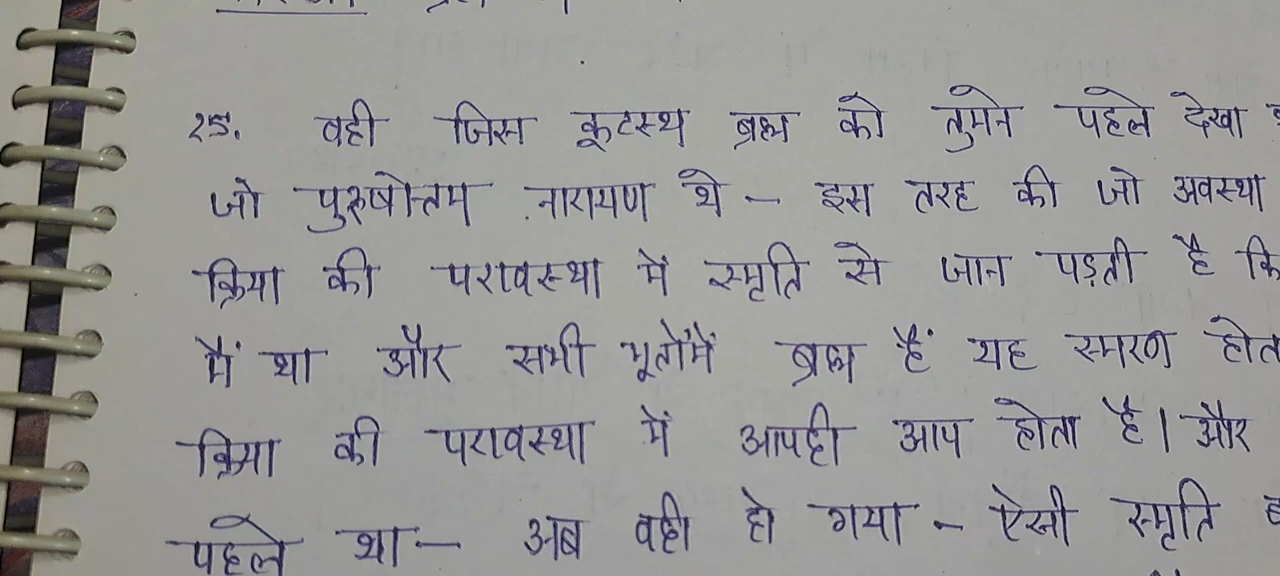 २५. वही जिस कूटस्थ ब्रह्म को तुमने पहले देखा
जो पुरुषोत्तम नारायण थे - इस तरह की जो अवस्था
क्रिया की परावस्था में स्मृति से जान पड़ती है कि
मैं था और सभी भूतोंमें ब्रह्म हैं यह स्मरण होत
क्रिया की परावस्था में आपही आप होता है। और
पहले था - अब वही हो गया - ऐसी स्मृति